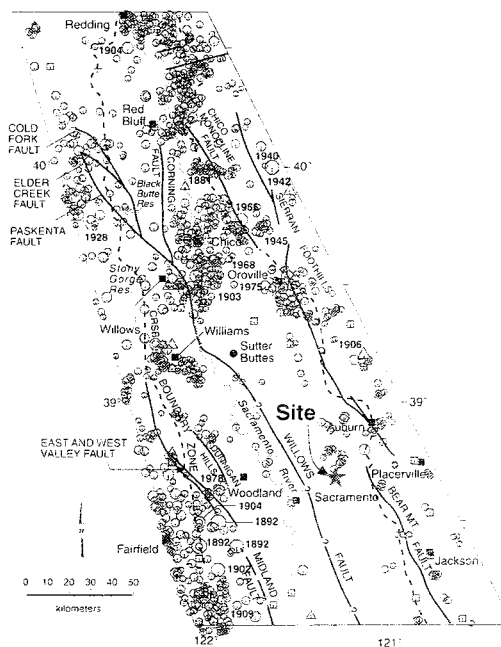 Redding
1904
Red
Bluff
CHICO
MONOCLINE
FAULT
COLD
FORK
FAULT
40
CORNING
FAULT
1940
40°
1942
ELDER
CREEK
FAULT
Black
Butte
Res
1881
SIERRAN
FOOTHILLS
1966
PASKENTA
FAULT
1928
Chico
1945
Stony
Gorge
Res
1968
Oroville
1975
1903
Willows
CRSB
Williams
Sutter
Buttes
1906
39°
BOUNDARY
ZONE
Site
39°
Auburn
Sacramento
River
WILLOWS
FAULT
EAST AND WEST
VALLEY FAULT
DUNNIGAN
HILLS
1978
Woodland
Placerville
Sacramento
1904
1892
BEAR MT
FAULT
Fairfield
1892
1892
Jackson
1902
MIDLAND
FAULT
0 10 20 30 40 50
kilometers
1909
122°
121°